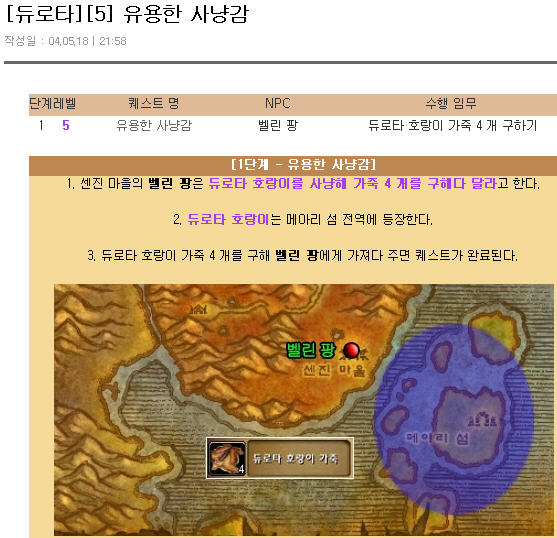 [듀로타][5] 유용한 사냥감
작성일 : 04.05.18 | 21:58
단계레벨 퀘스트 명 NPC 수행 임무
1 5 유용한 사냥감 벨린 팡 듀로타 호랑이 가죽 4 개 구하기
[1단계 - 유용한 사냥감]
1. 센진 마을의 벨린 팡은 듀로타 호랑이를 사냥해 가죽 4 개를 구해다 달라고 한다.
2. 듀로타 호랑이는 메아리 섬 전역에 등장한다.
3. 듀로타 호랑이 가죽 4 개를 구해 벨린 팡에게 가져다 주면 퀘스트가 완료된다.
벨린 팡
센진 마을
메아리 섬
듀로타 호랑이 가죽
4